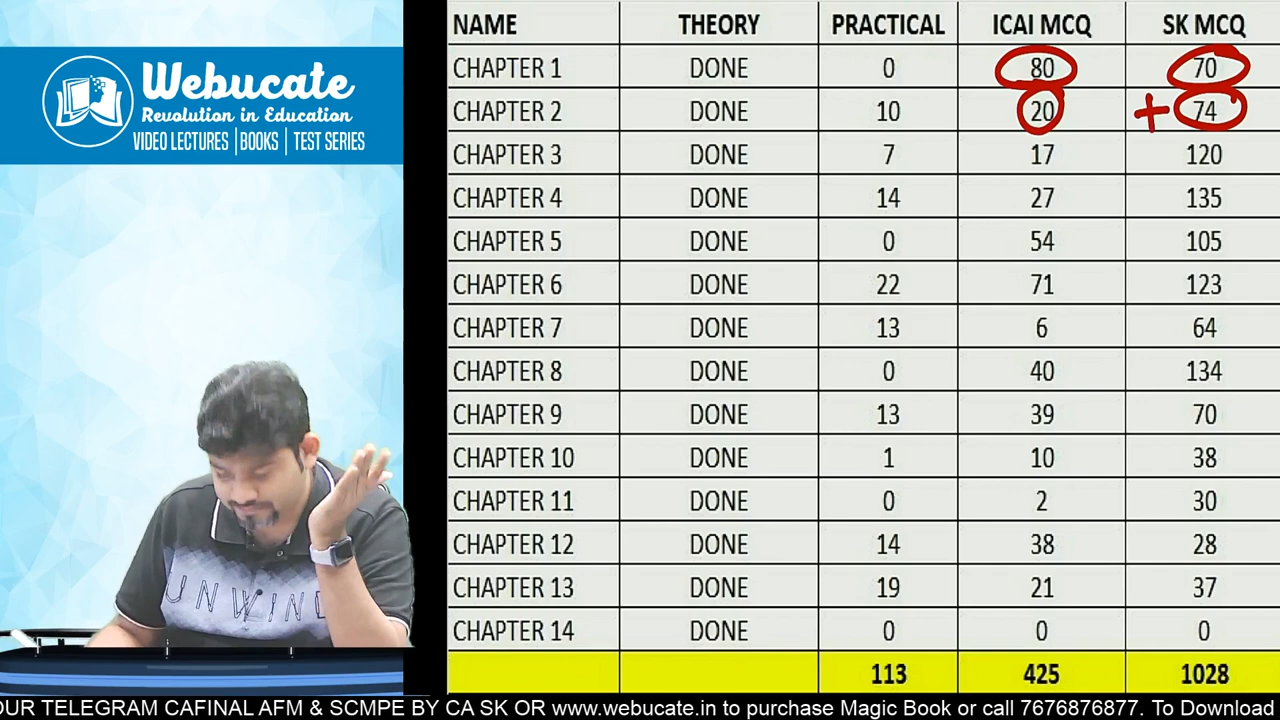 Webucate
Revolution in Education
VIDEO LECTURES | BOOKS | TEST SERIES
NAME THEORY PRACTICAL ICAI MCQ SK MCQ
CHAPTER 1 DONE 0 80 70
CHAPTER 2 DONE 10 20 + 74
CHAPTER 3 DONE 7 17 120
CHAPTER 4 DONE 14 27 135
CHAPTER 5 DONE 0 54 105
CHAPTER 6 DONE 22 71 123
CHAPTER 7 DONE 13 6 64
CHAPTER 8 DONE 0 40 134
CHAPTER 9 DONE 13 39 70
CHAPTER 10 DONE 1 10 38
CHAPTER 11 DONE 0 2 30
CHAPTER 12 DONE 14 38 28
CHAPTER 13 DONE 19 21 37
CHAPTER 14 DONE 0 0 0
113 425 1028
UNWIND
OUR TELEGRAM CAFINAL AFM & SCMPE BY CA SK OR www.webucate.in to purchase Magic Book or call 7676876877. To Download